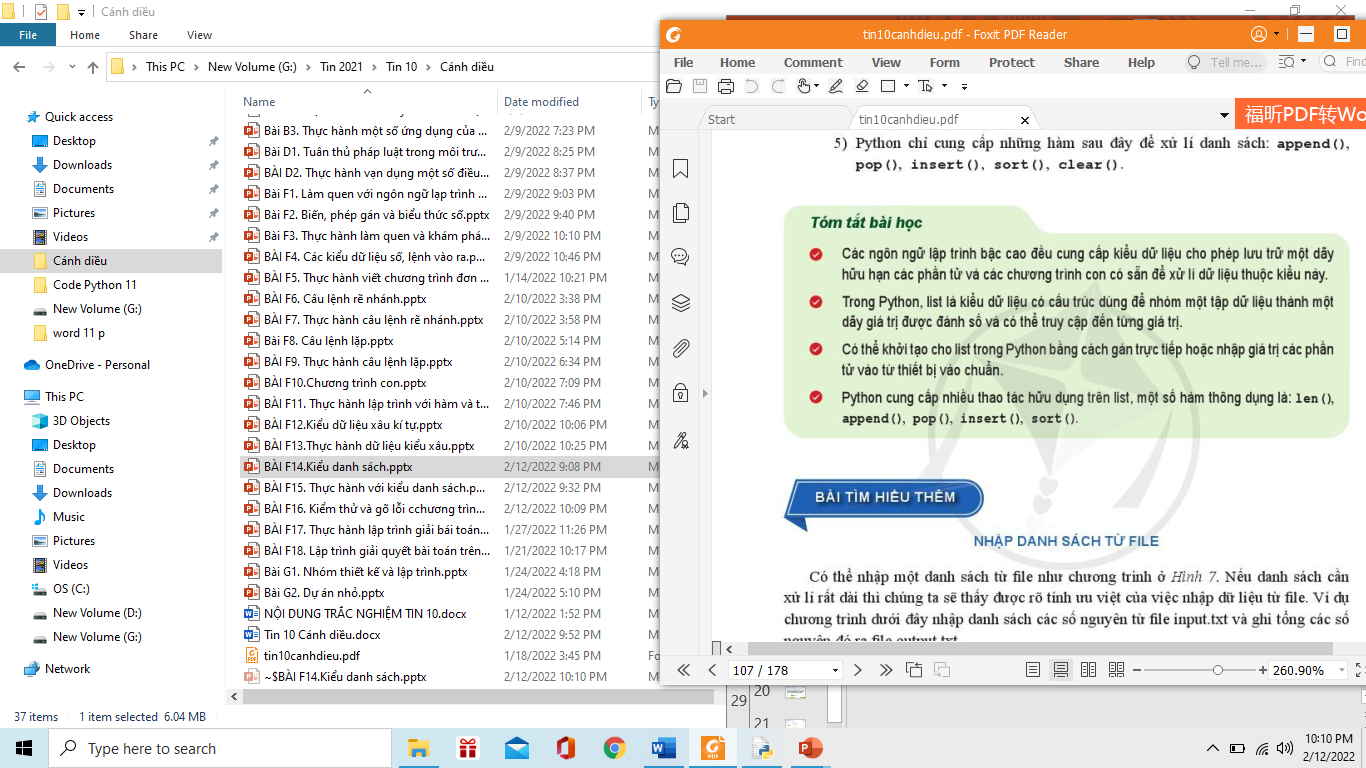 Cánh diều
File
Home
Share
View
This PC
New Volume (G:)
Tin 2021
Tin 10
Cánh diều
Quick access
Desktop
Downloads
Documents
Pictures
Videos
Cánh diều
Code Python 11
New Volume (G:)
word 11 p
OneDrive - Personal
This PC
3D Objects
Desktop
Documents
Downloads
Music
Pictures
Videos
OS (C:)
New Volume (D:)
New Volume (G:)
Network
Name Date modified Ty
Bài B3. Thực hành một số ứng dụng của ... 2/9/2022 7:23 PM M
Bài D1. Tuân thủ pháp luật trong môi trư... 2/9/2022 8:25 PM M
BÀI D2. Thực hành vạn dụng một số điều... 2/9/2022 8:37 PM M
Bài F1. Làm quen với ngôn ngữ lập trình ... 2/9/2022 9:03 PM M
Bài F2. Biến, phép gán và biểu thức số.pptx 2/9/2022 9:40 PM M
Bài F3. Thực hành làm quen và khám phá... 2/9/2022 10:10 PM M
BÀI F4. Các kiểu dữ liệu số, lệnh vào ra.p... 2/9/2022 10:46 PM M
BÀI F5. Thực hành viết chương trình đơn ... 1/14/2022 10:21 PM M
BÀI F6. Câu lệnh rẽ nhánh.pptx 2/10/2022 3:38 PM M
BÀI F7. Thực hành câu lệnh rẽ nhánh.pptx 2/10/2022 3:58 PM M
Bài F8. Câu lệnh lặp.pptx 2/10/2022 5:14 PM M
BÀI F9. Thực hành câu lệnh lặp.pptx 2/10/2022 6:34 PM M
BÀI F10.Chương trình con.pptx 2/10/2022 7:09 PM M
BÀI F11. Thực hành lập trình với hàm và t... 2/10/2022 7:46 PM M
BÀI F12.Kiểu dữ liệu xâu kí tự.pptx 2/10/2022 10:06 PM M
BÀI F13.Thực hành dữ liệu kiểu xâu.pptx 2/10/2022 10:25 PM M
BÀI F14.Kiểu danh sách.pptx 2/12/2022 9:08 PM M
BÀI F15. Thực hành với kiểu danh sách.p... 2/12/2022 9:32 PM M
BÀI F16. Kiểm thử và gỡ lỗi cchương trìn... 2/12/2022 10:09 PM M
BÀI F17. Thực hành lập trình giải bái toán... 1/27/2022 11:26 PM M
BÀI F18. Lập trình giải quyết bài toán trên... 1/21/2022 10:17 PM M
Bài G1. Nhóm thiết kế và lập trình.pptx 1/24/2022 4:18 PM M
Bài G2. Dự án nhỏ.pptx 1/24/2022 5:10 PM M
NỘI DUNG TRẮC NGHIỆM TIN 10.docx 1/12/2022 1:52 PM M
Tin 10 Cánh diều.docx 2/12/2022 9:52 PM M
tin10canhdieu.pdf 1/18/2022 3:45 PM Fo
~$BÀI F14.Kiểu danh sách.pptx 2/12/2022 10:10 PM M
37 items 1 item selected 6.04 MB
tin10canhdieu.pdf - Foxit PDF Reader
File Home Comment View Form Protect Share Help Tell me... Find
Start
tin10canhdieu.pdf
福昕PDF转Wo
5) Python chỉ cung cấp những hàm sau đây để xử lí danh sách: append(),
pop(), insert(), sort(), clear().
Tóm tắt bài học
Các ngôn ngữ lập trình bậc cao đều cung cấp kiểu dữ liệu cho phép lưu trữ một dãy
hữu hạn các phần tử và các chương trình con có sẵn để xử lí dữ liệu thuộc kiểu này.
Trong Python, list là kiểu dữ liệu có cấu trúc dùng để nhóm một tập dữ liệu thành một
dãy giá trị được đánh số và có thể truy cập đến từng giá trị.
Có thể khởi tạo cho list trong Python bằng cách gán trực tiếp hoặc nhập giá trị các phần
tử vào từ thiết bị vào chuẩn.
Python cung cấp nhiều thao tác hữu dụng trên list, một số hàm thông dụng là: len(),
append(), pop(), insert(), sort().
BÀI TÌM HIỂU THÊM
NHẬP DANH SÁCH TỪ FILE
Có thể nhập một danh sách từ file như chương trình ở Hình 7. Nếu danh sách cần
xử lí rất dài thì chúng ta sẽ thấy được rõ tính ưu việt của việc nhập dữ liệu từ file. Ví dụ
chương trình dưới đây nhập danh sách các số nguyên từ file input.txt và ghi tổng các số
nguyên đó ra file output.txt
107 / 178
260.90%
20
29
21
Type here to search
10:10 PM
2/12/2022